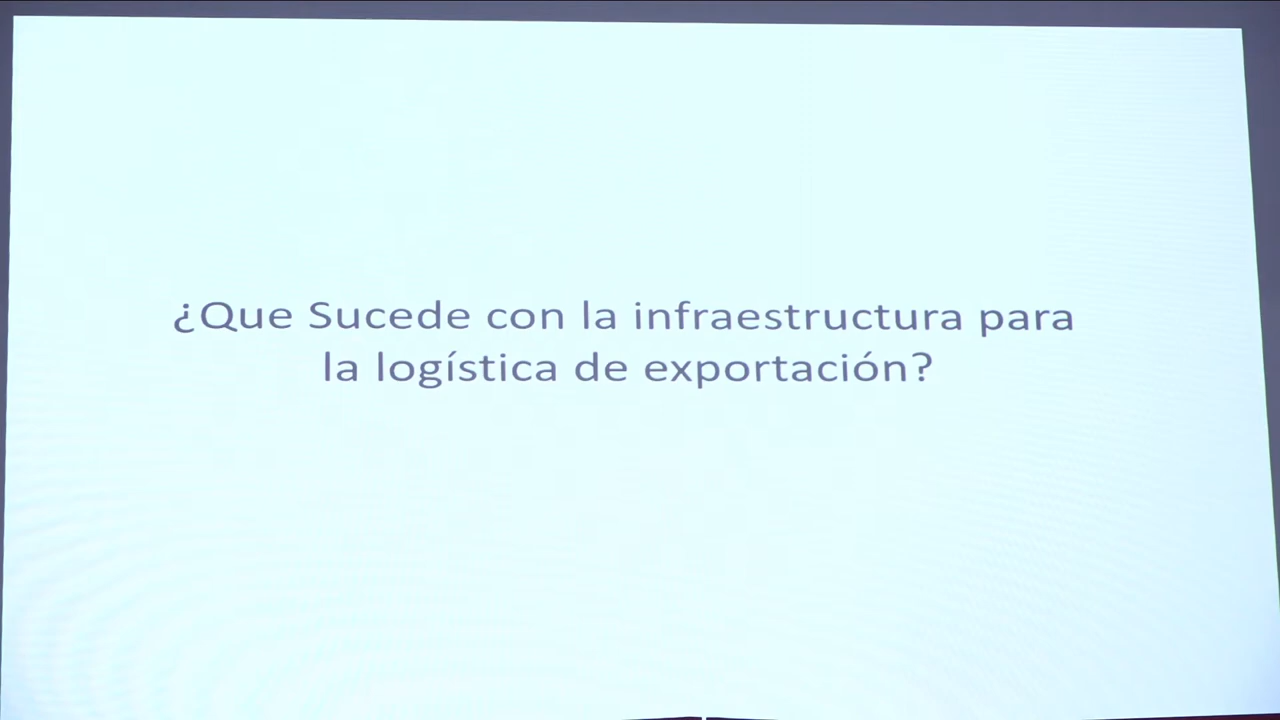 ¿Que Sucede con la infraestructura para
la logística de exportación?